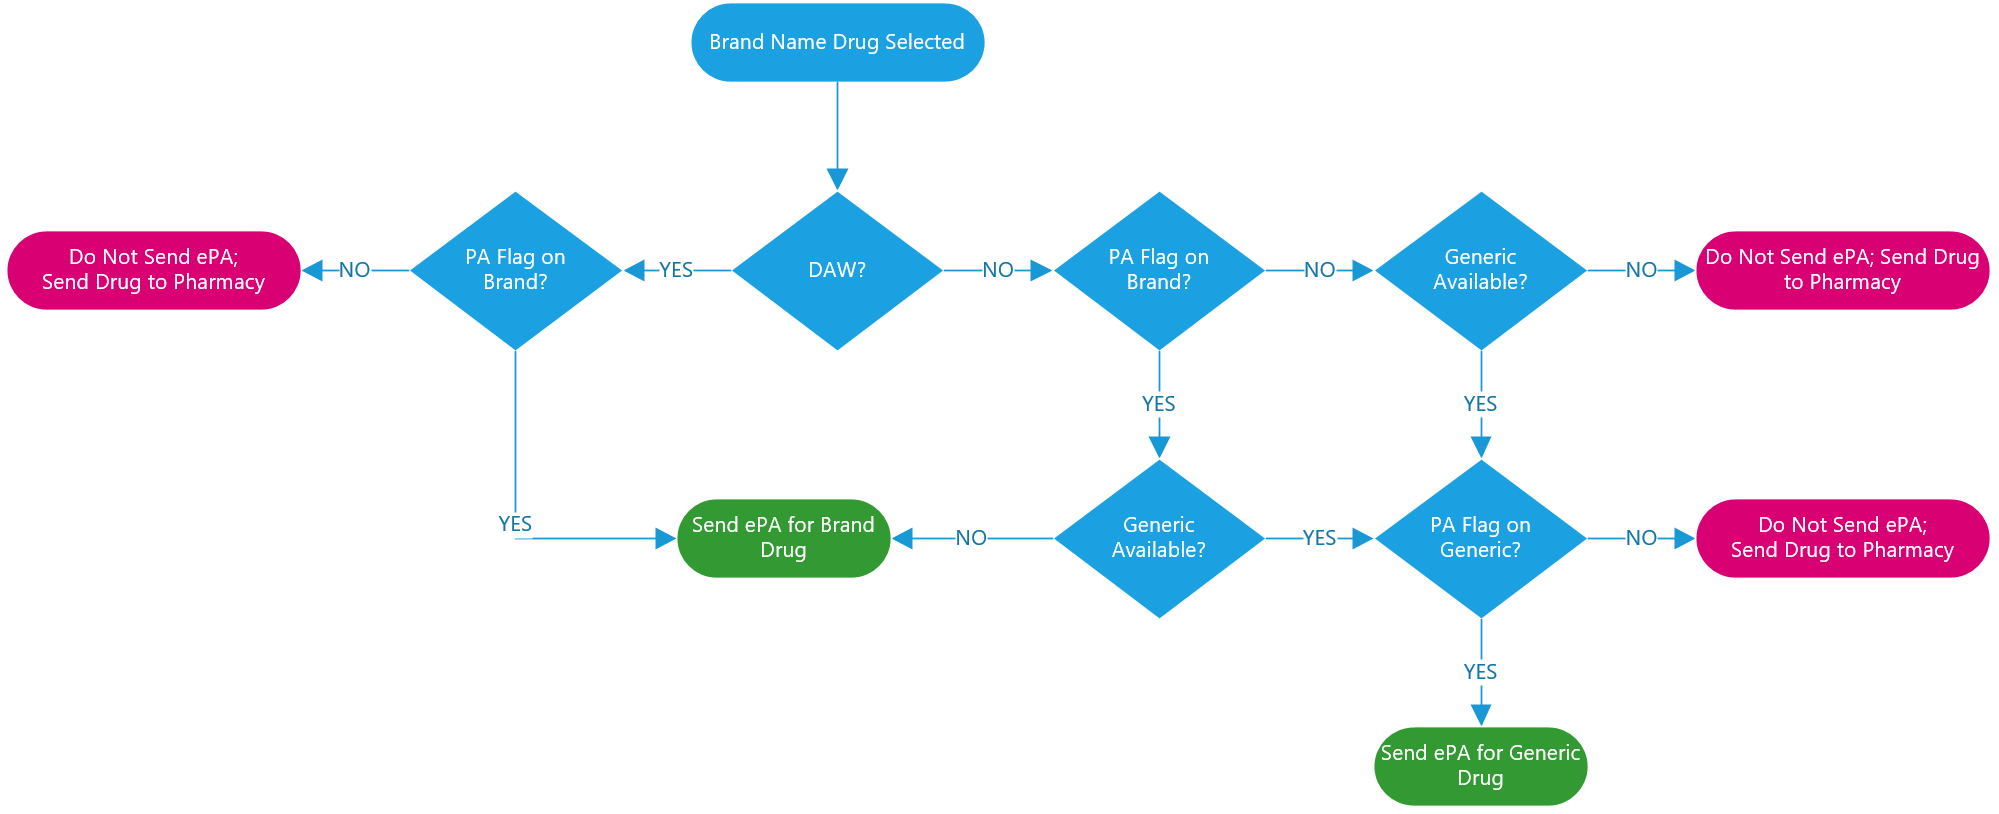 Brand Name Drug Selected
Do Not Send ePA;
Send Drug to Pharmacy
NO
PA Flag on
Brand?
YES
DAW?
NO
PA Flag on
Brand?
NO
Generic
Available?
NO
Do Not Send ePA; Send Drug
to Pharmacy
YES
YES
YES
Send ePA for Brand
Drug
NO
Generic
Available?
YES
PA Flag on
Generic?
NO
Do Not Send ePA;
Send Drug to Pharmacy
YES
Send ePA for Generic
Drug